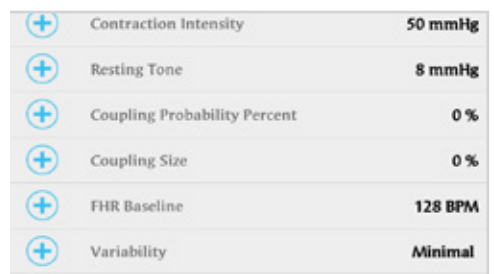 Contraction Intensity 50 mmHg
Resting Tone 8 mmHg
Coupling Probability Percent 0 %
Coupling Size 0 %
FHR Baseline 128 BPM
Variability Minimal